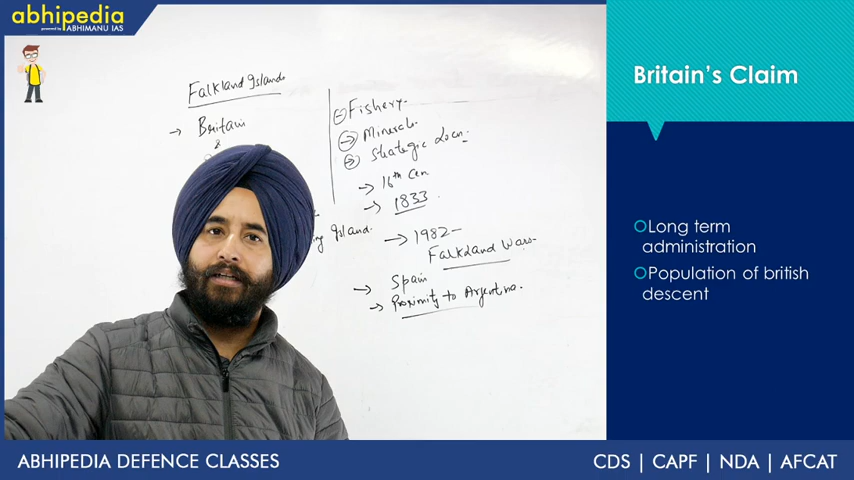 abhipedia
powered by ABHIMANU IAS
Falkland Islands
→ Britain
&
→ Fishery.
→ Minerals.
→ Strategic Locn.
→ 16th Cen
→ 1833
Island.
→ 1982 -
Falkland Wars-
→ Spain
→ Proximity to Argentina.
Britain's Claim
Long term
administration
Population of british
descent
ABHIPEDIA DEFENCE CLASSES
CDS | CAPF | NDA | AFCAT